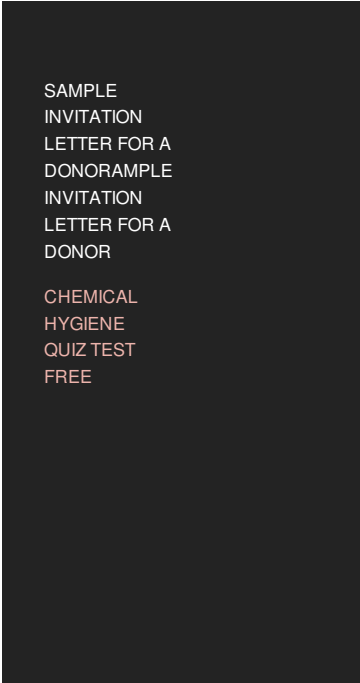 SAMPLE
INVITATION
LETTER FOR A
DONORAMPLE
INVITATION
LETTER FOR A
DONOR
CHEMICAL
HYGIENE
QUIZ TEST
FREE